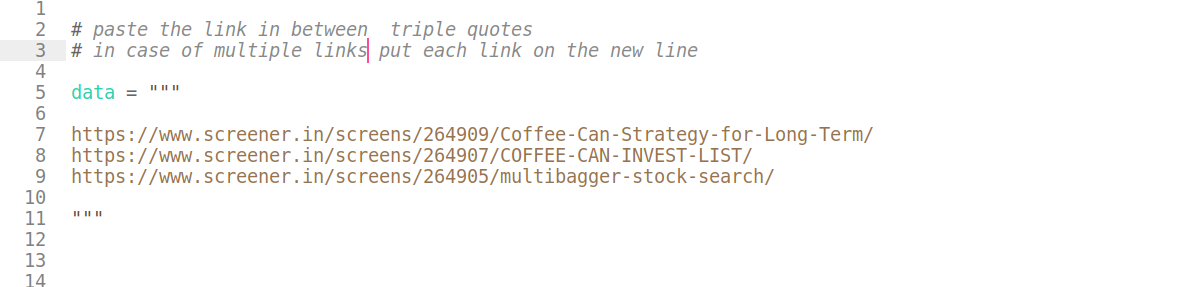 1
2 # paste the link in between  triple quotes
3 # in case of multiple links put each link on the new line
4
5 data = """
6
7 https://www.screener.in/screens/264909/Coffee-Can-Strategy-for-Long-Term/
8 https://www.screener.in/screens/264907/COFFEE-CAN-INVEST-LIST/
9 https://www.screener.in/screens/264905/multibagger-stock-search/
10
11 """
12
13
14